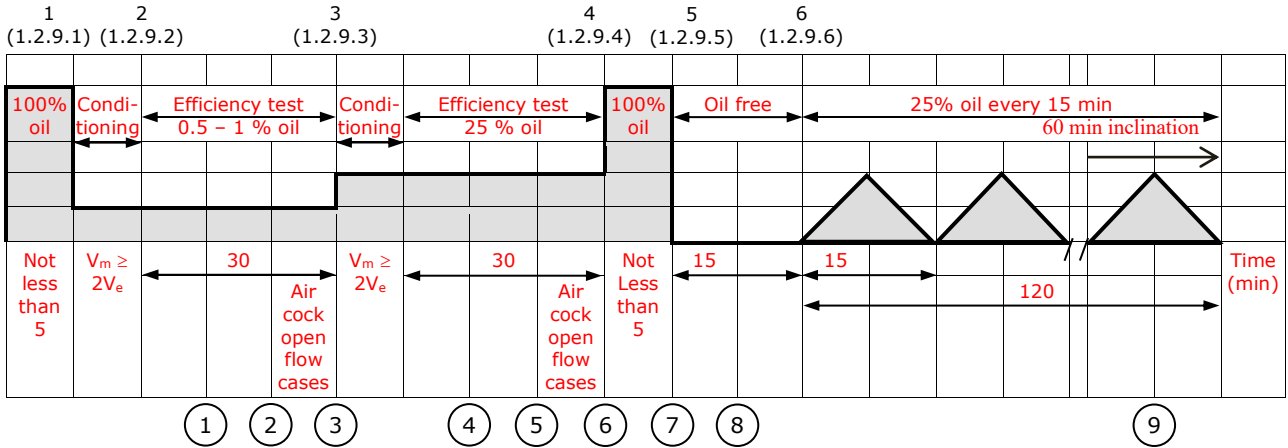 1 2 3 4 5 6
(1.2.9.1) (1.2.9.2) (1.2.9.3) (1.2.9.4) (1.2.9.5) (1.2.9.6)
100% oil
Condi-
tioning
Efficiency test
0.5 – 1 % oil
Condi-
tioning
Efficiency test
25 % oil
100%
oil
Oil free
25% oil every 15 min
60 min inclination
Not
less
than
5
Vm ≥
2Ve
30
Air
cock
open
flow
cases
Vm ≥
2Ve
30
Air
cock
open
flow
cases
Not
Less
than
5
15
15
120
Time
(min)
1 2 3 4 5 6 7 8 9